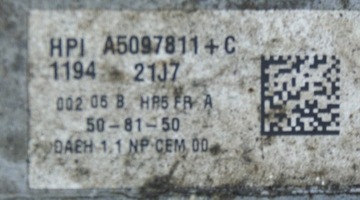 HPI A5097811+C
1194 21J7
002 05 B HP5 FR A
50-81-50
DAEH 1.1 NP CEM 00